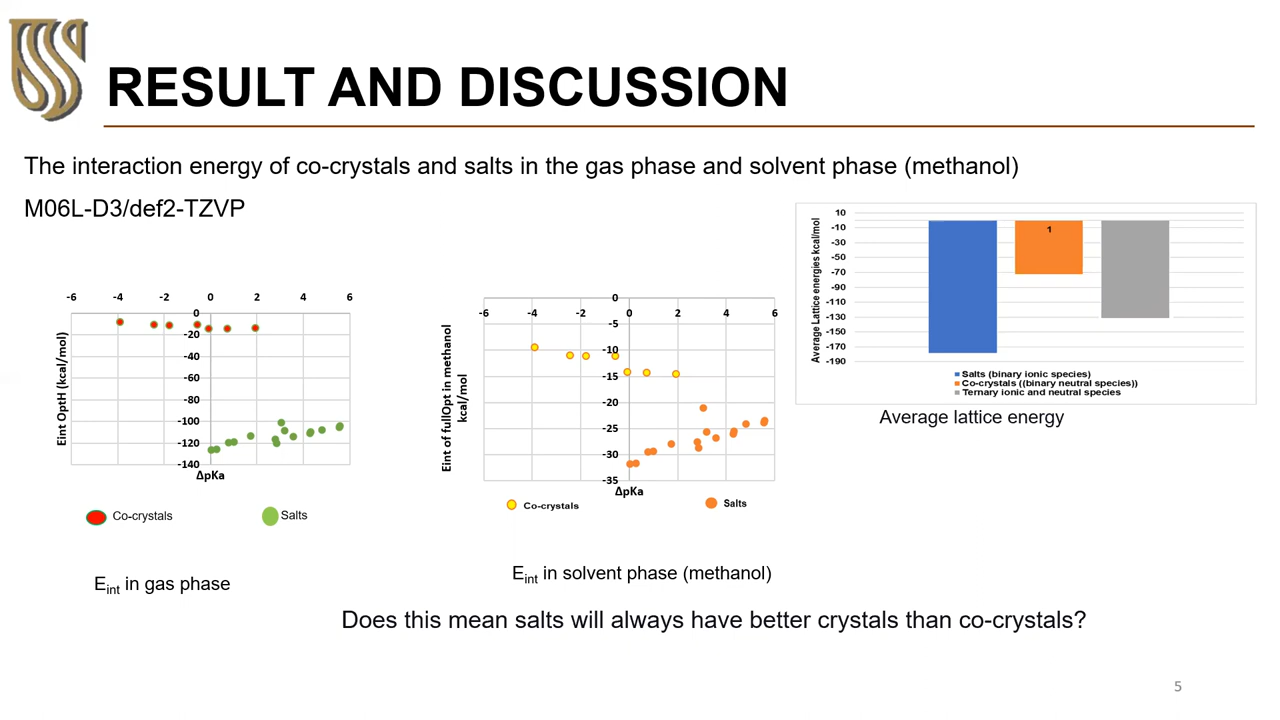 RESULT AND DISCUSSION
The interaction energy of co-crystals and salts in the gas phase and solvent phase (methanol)
M06L-D3/def2-TZVP
-6 -4 -2 0 2 4 6
0
-20
-40
-60
-80
-100
-120
-140
Eint OptH (kcal/mol)
ΔpKa
Co-crystals
Salts
Eint in gas phase
0
-6 -4 -2 0 2 4 6
-5
-10
-15
-20
-25
-30
-35
Eint of fullOpt in methanol
kcal/mol
ΔpKa
Co-crystals
Salts
Eint in solvent phase (methanol)
10
-10
-30
-50
-70
-90
-110
-130
-150
-170
-190
Average Lattice energies kcal/mol
1
Salts (binary ionic species)
Co-crystals ((binary neutral species))
Ternary ionic and neutral species
Average lattice energy
Does this mean salts will always have better crystals than co-crystals?
5